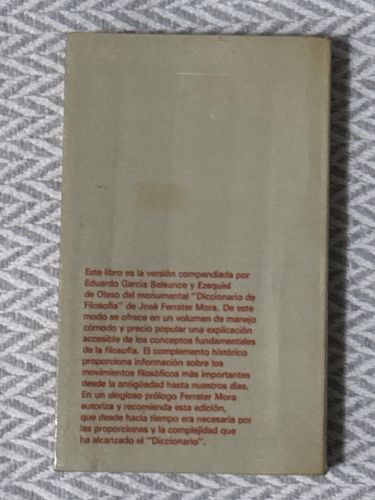 Este libro es la versión compendiada por
Eduardo García Belsunce y Ezequiel
de Olaso del monumental "Diccionario de
Filosofía" de José Ferrater Mora. De este
modo se ofrece en un volumen de manejo
cómodo y precio popular una explicación
accesible de los conceptos fundamentales
de la filosofía. El complemento histórico
proporciona información sobre los
movimientos filosóficos más importantes
desde la antigüedad hasta nuestros días.
En un elogioso prólogo Ferrater Mora
autoriza y recomienda esta edición,
que desde hacía tiempo era necesaria por
las proporciones y la complejidad que
ha alcanzado el "Diccionario".